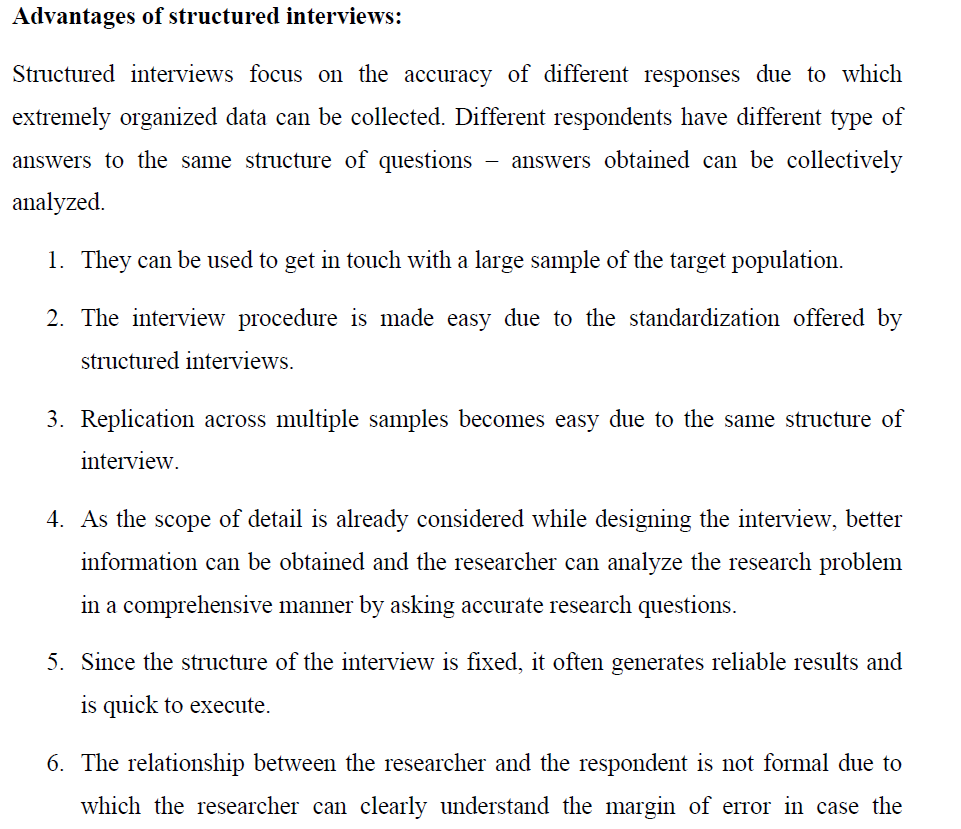 Advantages of structured interviews:
Structured interviews focus on the accuracy of different responses due to which
extremely organized data can be collected. Different respondents have different type of
answers to the same structure of questions – answers obtained can be collectively
analyzed.
1. They can be used to get in touch with a large sample of the target population.
2. The interview procedure is made easy due to the standardization offered by
structured interviews.
3. Replication across multiple samples becomes easy due to the same structure of
interview.
4. As the scope of detail is already considered while designing the interview, better
information can be obtained and the researcher can analyze the research problem
in a comprehensive manner by asking accurate research questions.
5. Since the structure of the interview is fixed, it often generates reliable results and
is quick to execute.
6. The relationship between the researcher and the respondent is not formal due to
which the researcher can clearly understand the margin of error in case the